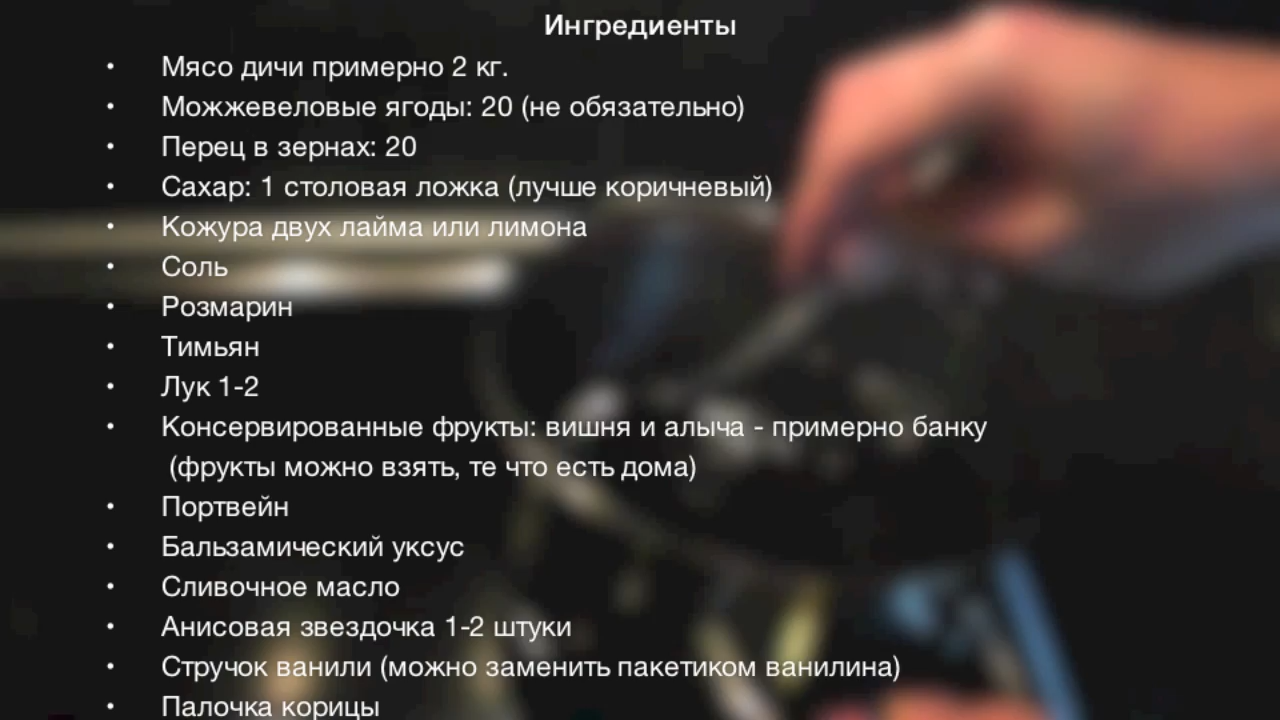 Ингредиенты
• Мясо дичи примерно 2 кг.
• Можжевеловые ягоды: 20 (не обязательно)
• Перец в зернах: 20
• Сахар: 1 столовая ложка (лучше коричневый)
• Кожура двух лайма или лимона
• Соль
• Розмарин
• Тимьян
• Лук 1-2
• Консервированные фрукты: вишня и алыча - примерно банку
(фрукты можно взять, те что есть дома)
• Портвейн
• Бальзамический уксус
• Сливочное масло
• Анисовая звездочка 1-2 штуки
• Стручок ванили (можно заменить пакетиком ванилина)
• Палочка корицы